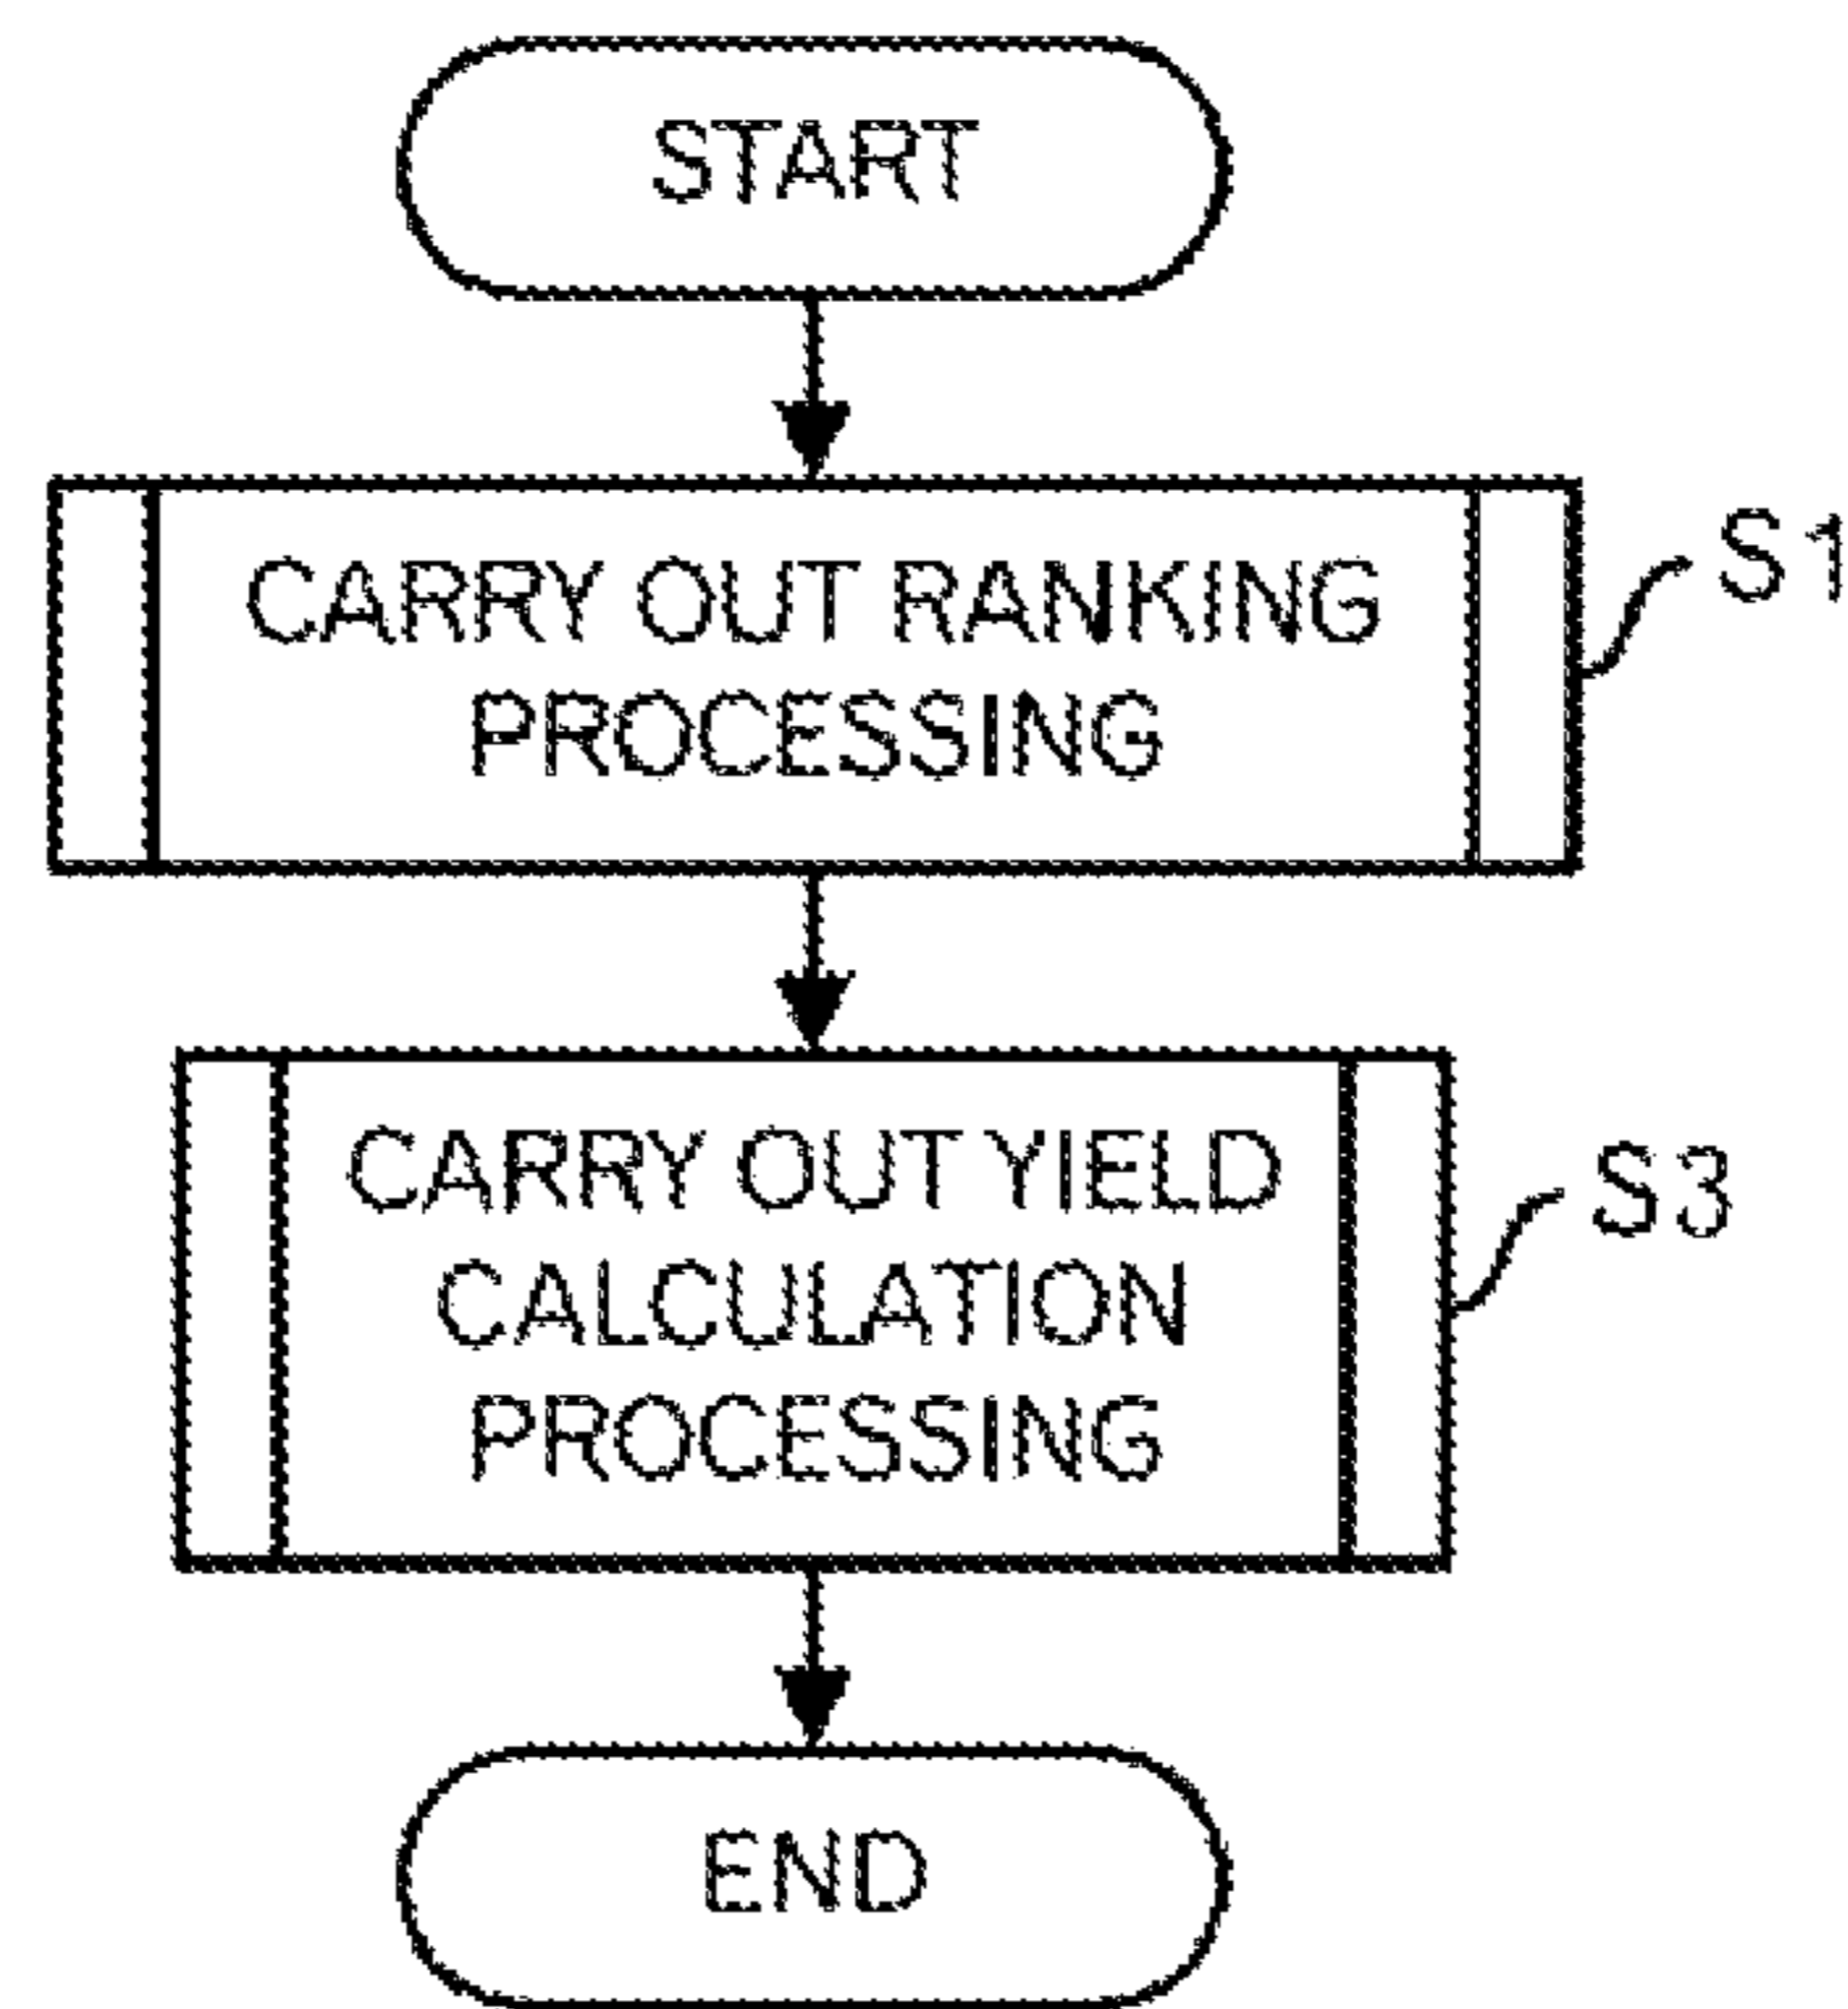 START
CARRY OUT RANKING
PROCESSING
S1
CARRY OUT YIELD
CALCULATION
PROCESSING
S3
END